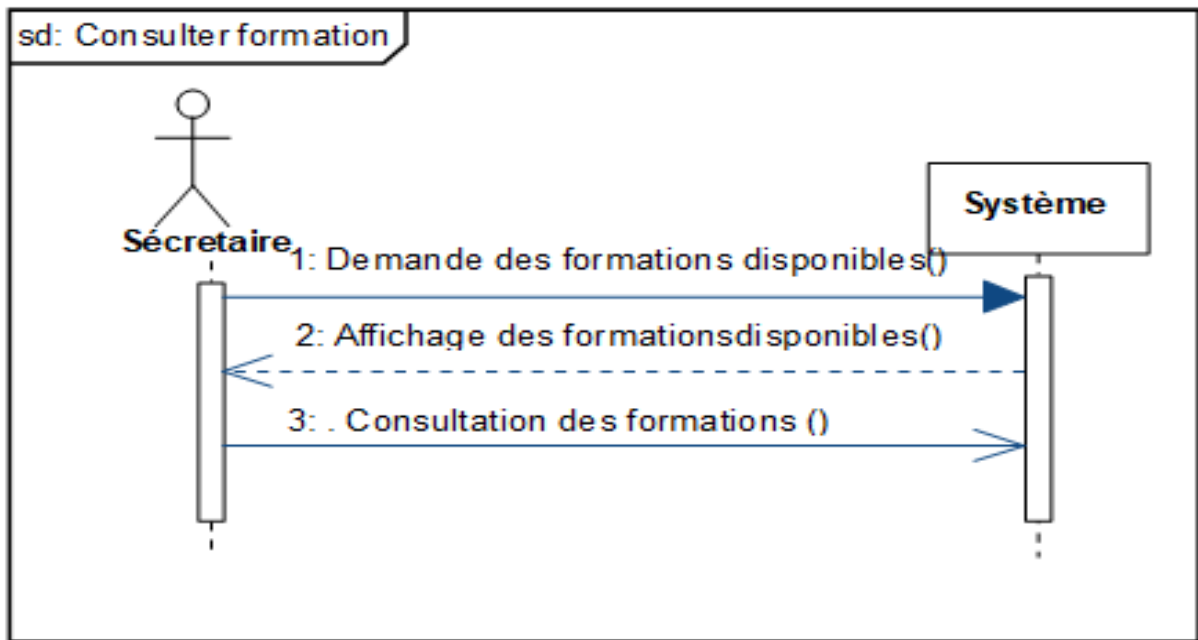 sd: Consulter formation
Sécretaire
Système
1: Demande des formations disponibles()
2: Affichage des formationsdisponibles()
3: . Consultation des formations ()